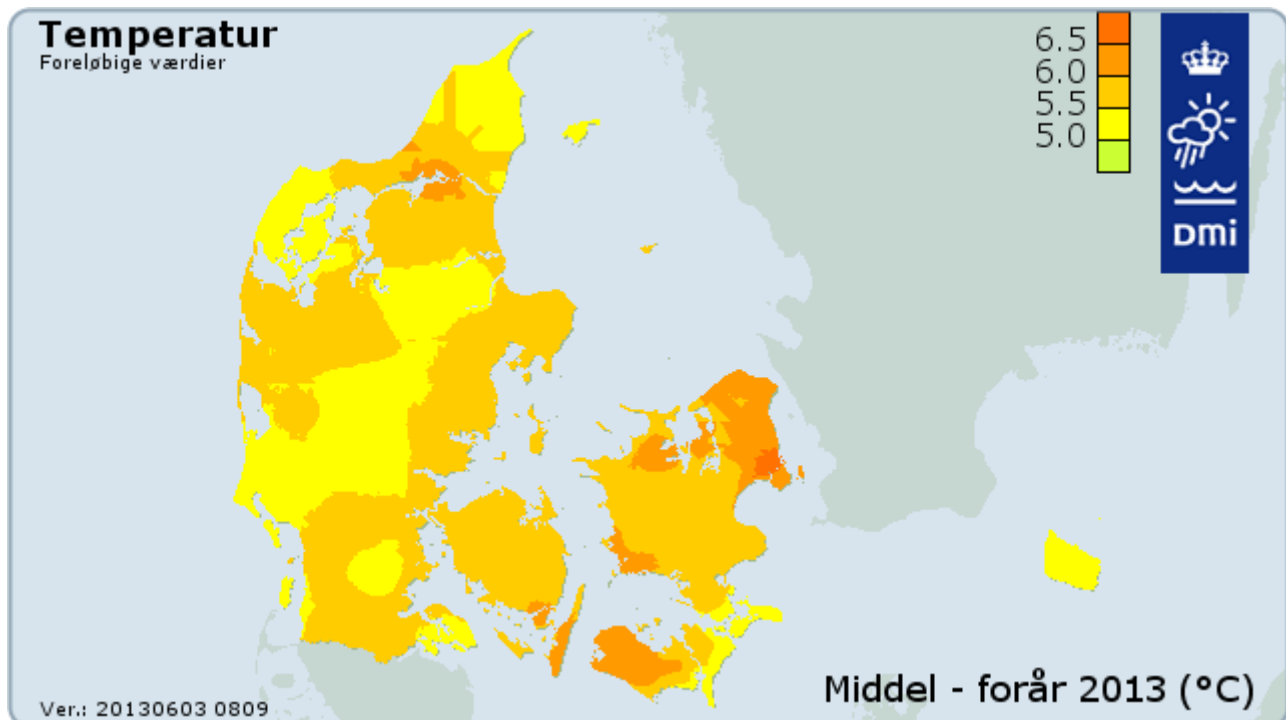 Temperatur
Foreløbige værdier
6.5
6.0
5.5
5.0
DMi
Middel - forår 2013 (°C)
Ver.: 20130603 0809